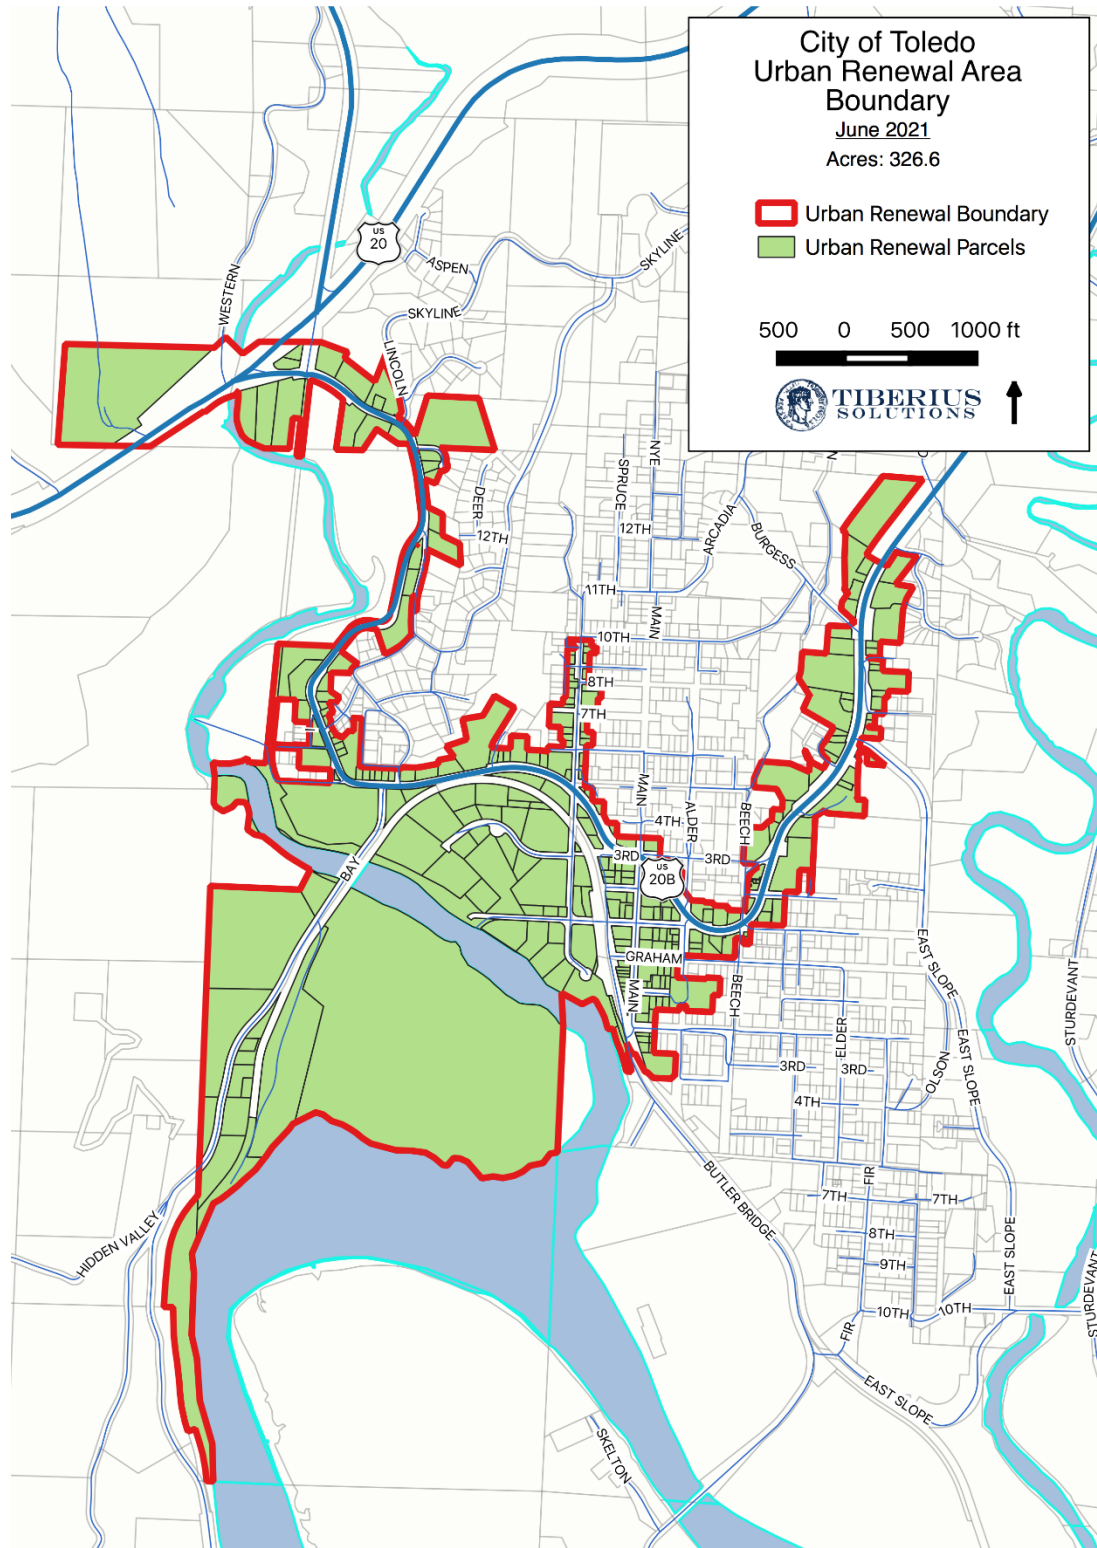 City of Toledo
Urban Renewal Area
Boundary
June 2021
Acres: 326.6
Urban Renewal Boundary
Urban Renewal Parcels
500 0 500 1000 ft
TIBERIUS
SOLUTIONS
US
20
ASPEN
SKYLINE
SKYLINE
WESTERN
LINCOLN
NYE
SPRUCE
DEER
12TH
12TH
ARCADIA
BURGESS
11TH
MAIN
10TH
8TH
7TH
MAIN
ALDER
BEECH
4TH
3RD
3RD
US
20B
BAY
GRAHAM
MAIN
BEECH
EAST SLOPE
STURDEVANT
ELDER
EAST SLOPE
OLSON
3RD
3RD
4TH
BUTLER BRIDGE
FIR
7TH
7TH
HIDDEN VALLEY
8TH
9TH
EAST SLOPE
10TH
10TH
STURDEVANT
FIR
EAST SLOPE
SKELTON